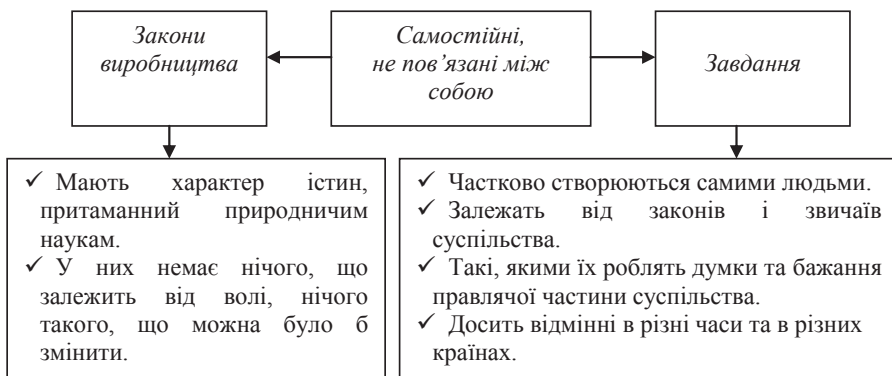 Закони
виробництва
Самостійні,
не пов’язані між
собою
Завдання
✓ Мають характер істин,
притаманний природничим
наукам.
✓ У них немає нічого, що
залежить від волі, нічого
такого, що можна було б
змінити.
✓ Частково створюються самими людьми.
✓ Залежать від законів і звичаїв
суспільства.
✓ Такі, якими їх роблять думки та бажання
правлячої частини суспільства.
✓ Досить відмінні в різні часи та в різних
країнах.